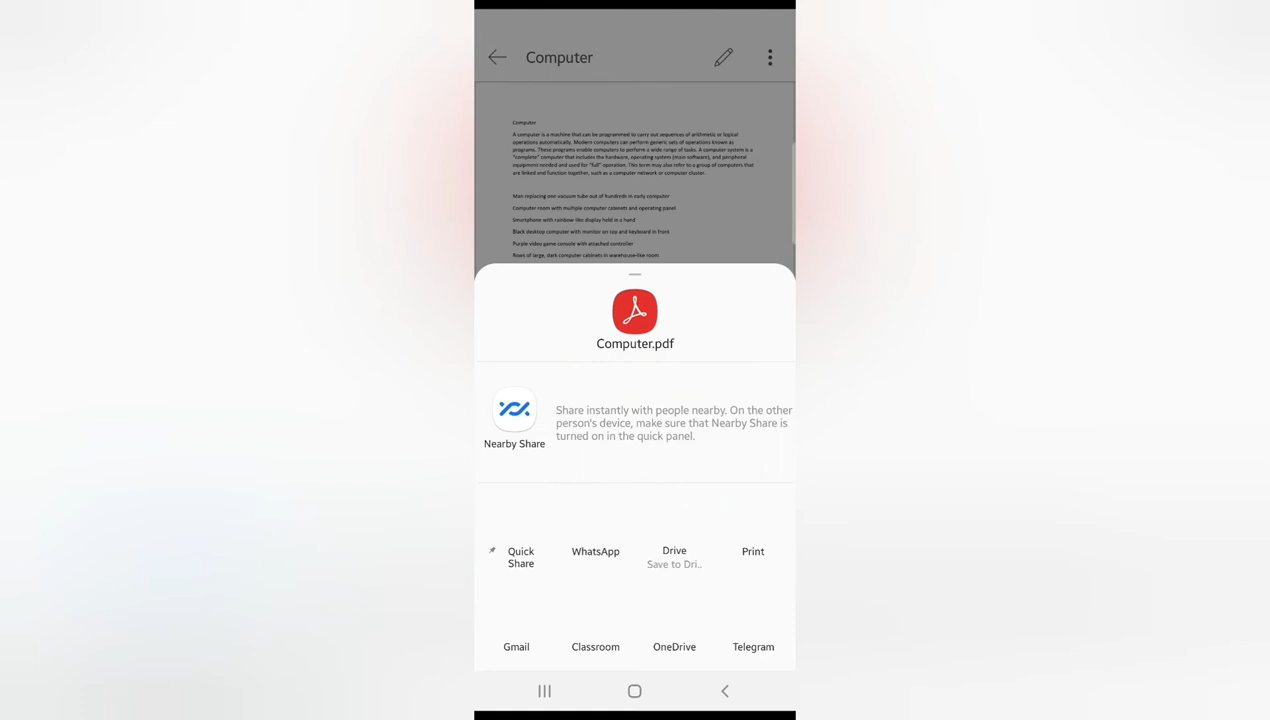 Computer
Computer
A computer is a machine that can be programmed to carry out sequences of arithmetic or logical
operations automatically. Modern computers can perform generic sets of operations known as
programs. These programs enable computers to perform a wide range of tasks. A computer system is a
"complete" computer that includes the hardware, operating system (main software), and peripheral
equipment needed and used for "full" operation. This term may also refer to a group of computers that
are linked and function together, such as a computer network or computer cluster.
Man replacing one vacuum tube out of hundreds in early computer
Computer room with multiple computer cabinets and operating panel
Smartphone with rainbow-like display held in a hand
Black desktop computer with monitor on top and keyboard in front
Purple video game console with attached controller
Rows of large, dark computer cabinets in warehouse-like room
Computer.pdf
Share instantly with people nearby. On the other
person's device, make sure that Nearby Share is
turned on in the quick panel.
Nearby Share
Quick
Share
WhatsApp
Drive
Save to Dri..
Print
Gmail
Classroom
OneDrive
Telegram